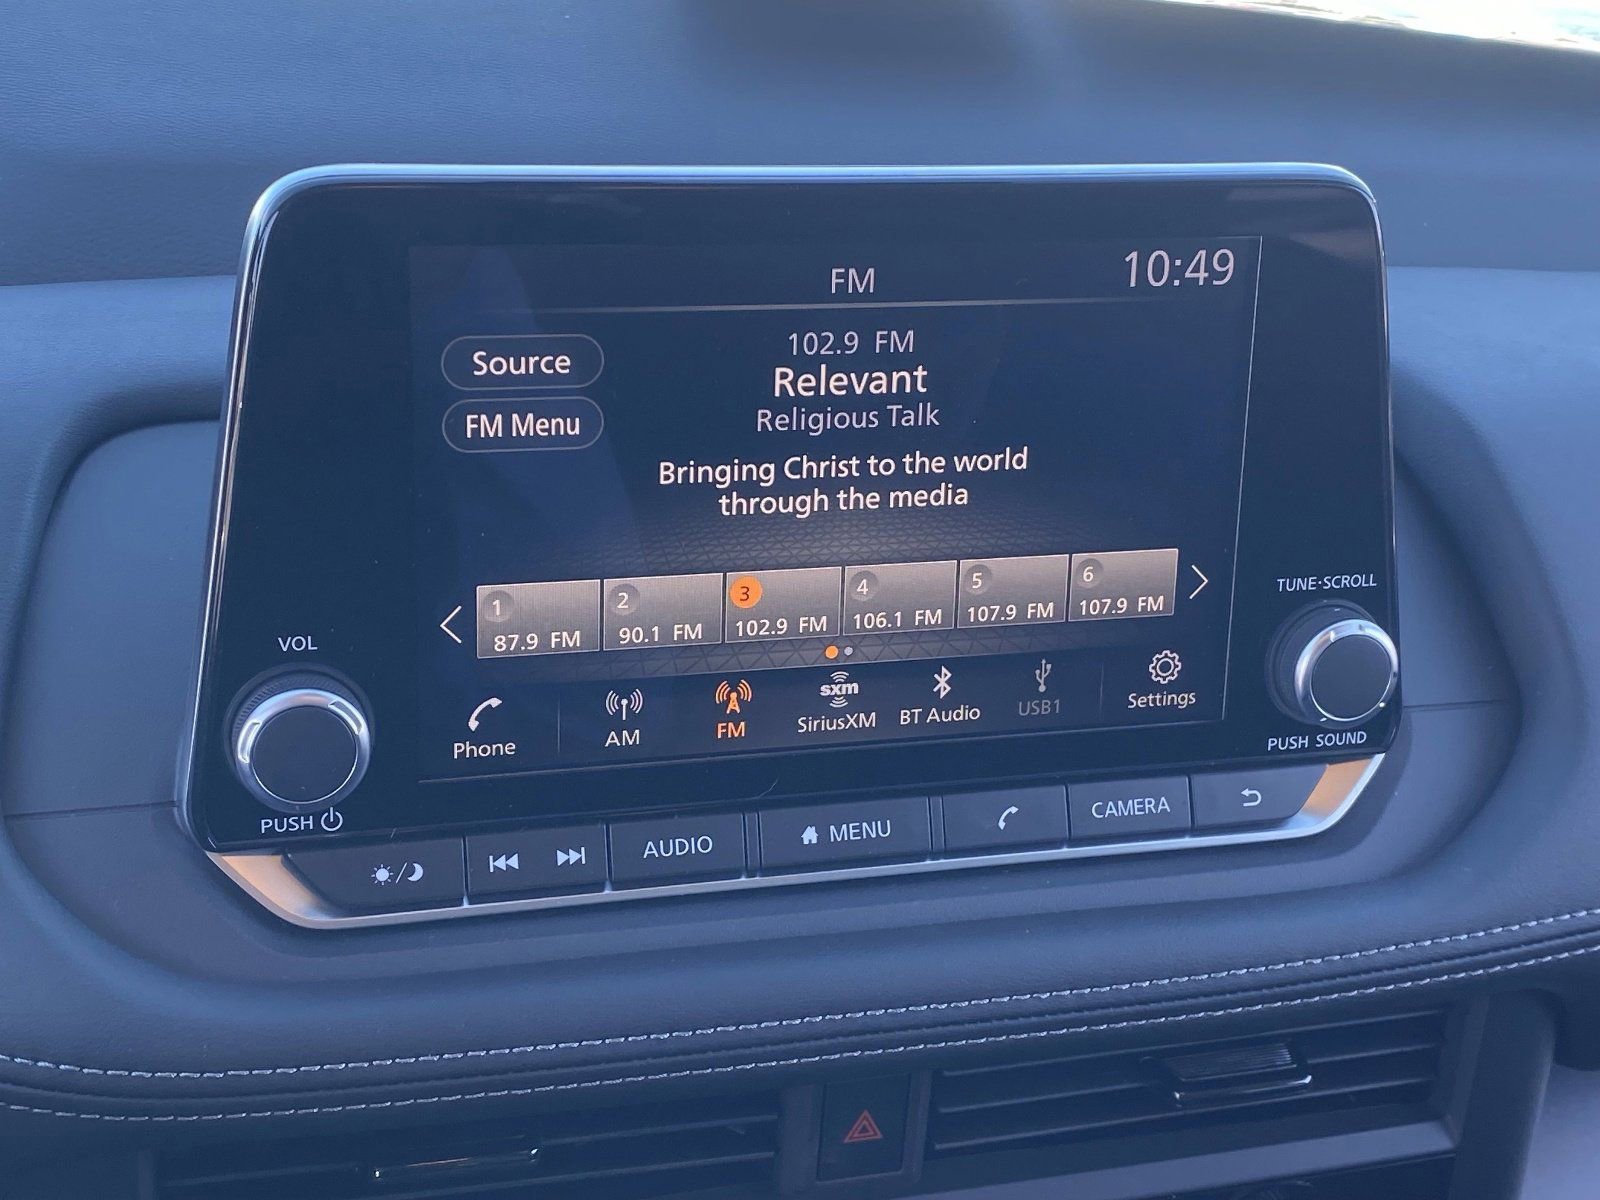 FM
10:49
Source
FM Menu
102.9 FM
Relevant
Religious Talk
Bringing Christ to the world
through the media
1
87.9 FM
2
90.1 FM
3
102.9 FM
4
106.1 FM
5
107.9 FM
6
107.9 FM
Phone
AM
FM
sxm
SiriusXM
BT Audio
USB1
Settings
VOL
PUSH
TUNE·SCROLL
PUSH SOUND
AUDIO
MENU
CAMERA